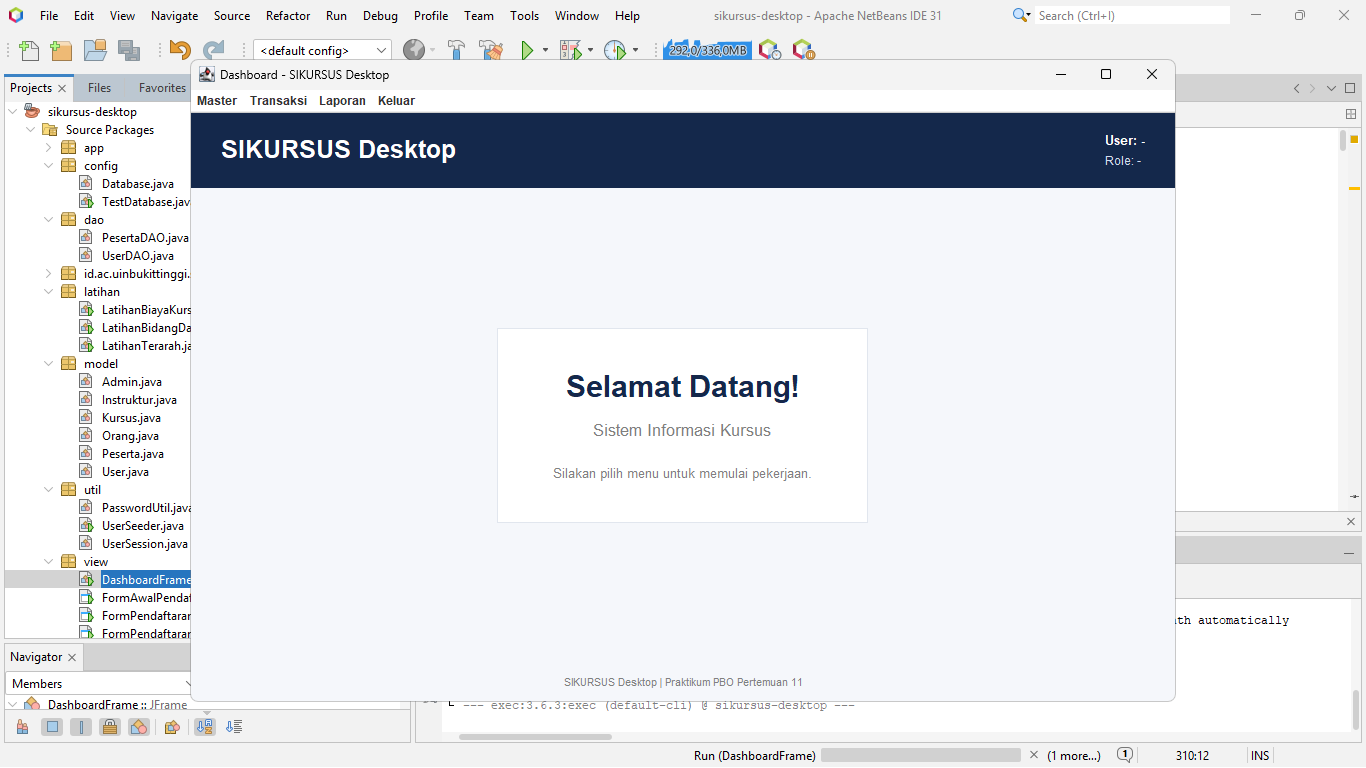 File Edit View Navigate Source Refactor Run Debug Profile Team Tools Window Help sikursus-desktop - Apache NetBeans IDE 31 Search (Ctrl+I)
<default config> 292,0/336,0MB
Projects Files Favorites
Dashboard - SIKURSUS Desktop
Master Transaksi Laporan Keluar
SIKURSUS Desktop
User: -
Role: -
Selamat Datang!
Sistem Informasi Kursus
Silakan pilih menu untuk memulai pekerjaan.
SIKURSUS Desktop | Praktikum PBO Pertemuan 11
sikursus-desktop
Source Packages
app
config
Database.java
TestDatabase.jav
dao
PesertaDAO.java
UserDAO.java
id.ac.uinbukittinggi.
latihan
LatihanBiayaKurs
LatihanBidangDa
LatihanTerarah.ja
model
Admin.java
Instruktur.java
Kursus.java
Orang.java
Peserta.java
User.java
util
PasswordUtil.java
UserSeeder.java
UserSession.java
view
DashboardFrame
FormAwalPendaf
FormPendaftaran
FormPendaftaran
Navigator
Members
DashboardFrame :: JFrame
ath automatically
--- exec:3.6.3:exec (default-cli) @ sikursus-desktop ---
Run (DashboardFrame) (1 more...) 1 310:12 INS